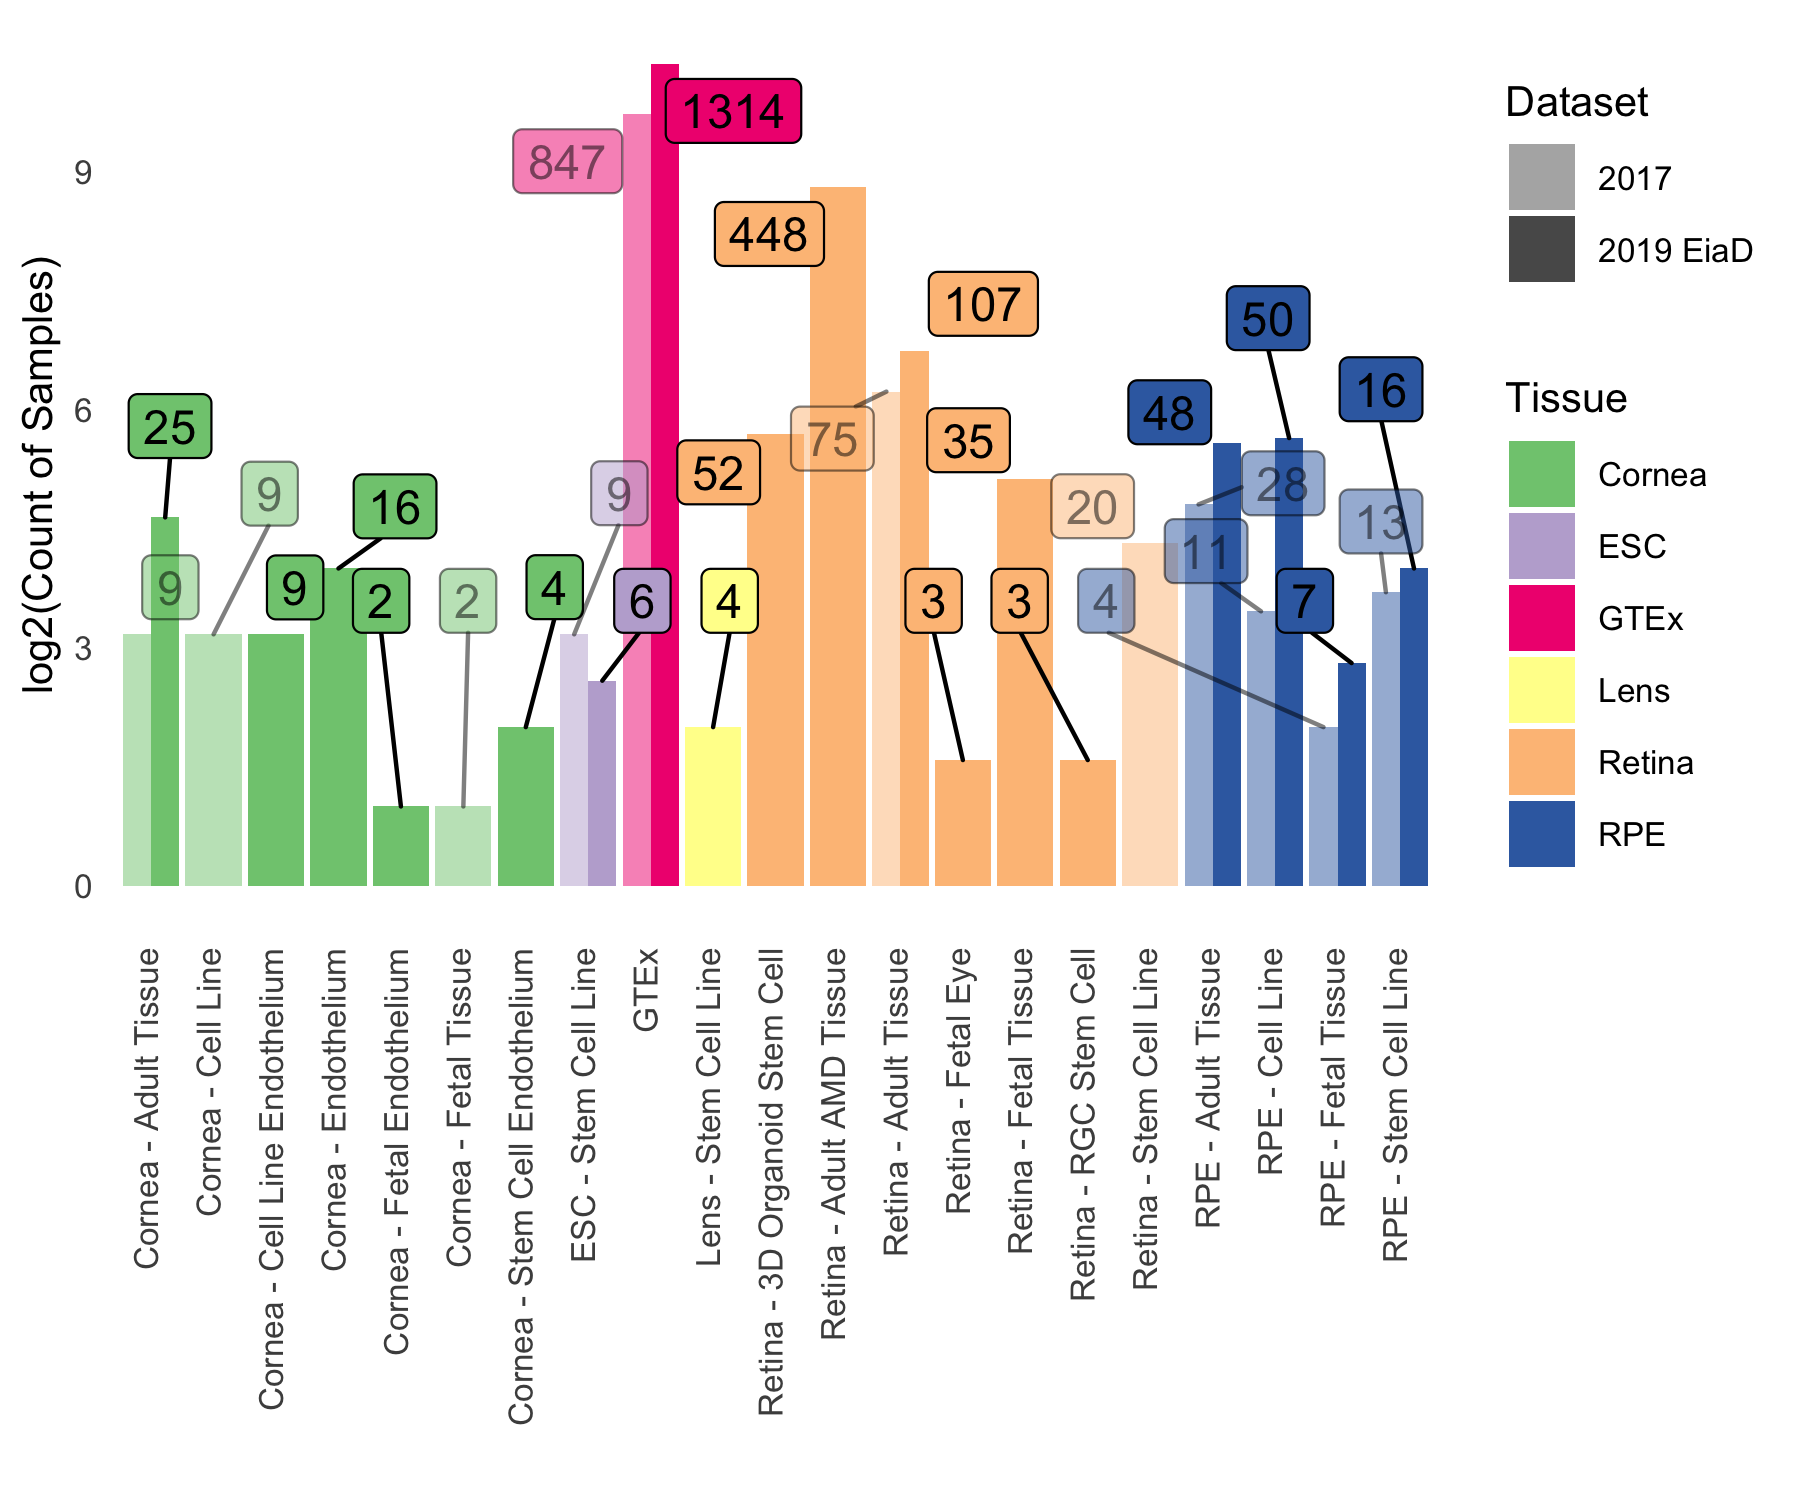 log2(Count of Samples)
9
6
3
0
25
9
9
9
16
2
2
4
9
6
847
1314
4
52
448
75
107
3
35
3
20
48
28
11
50
4
7
13
16
Cornea - Adult Tissue
Cornea - Cell Line
Cornea - Cell Line Endothelium
Cornea - Endothelium
Cornea - Fetal Endothelium
Cornea - Fetal Tissue
Cornea - Stem Cell Endothelium
ESC - Stem Cell Line
GTEx
Lens - Stem Cell Line
Retina - 3D Organoid Stem Cell
Retina - Adult AMD Tissue
Retina - Adult Tissue
Retina - Fetal Eye
Retina - Fetal Tissue
Retina - RGC Stem Cell
Retina - Stem Cell Line
RPE - Adult Tissue
RPE - Cell Line
RPE - Fetal Tissue
RPE - Stem Cell Line
Dataset
2017
2019 EiaD
Tissue
Cornea
ESC
GTEx
Lens
Retina
RPE